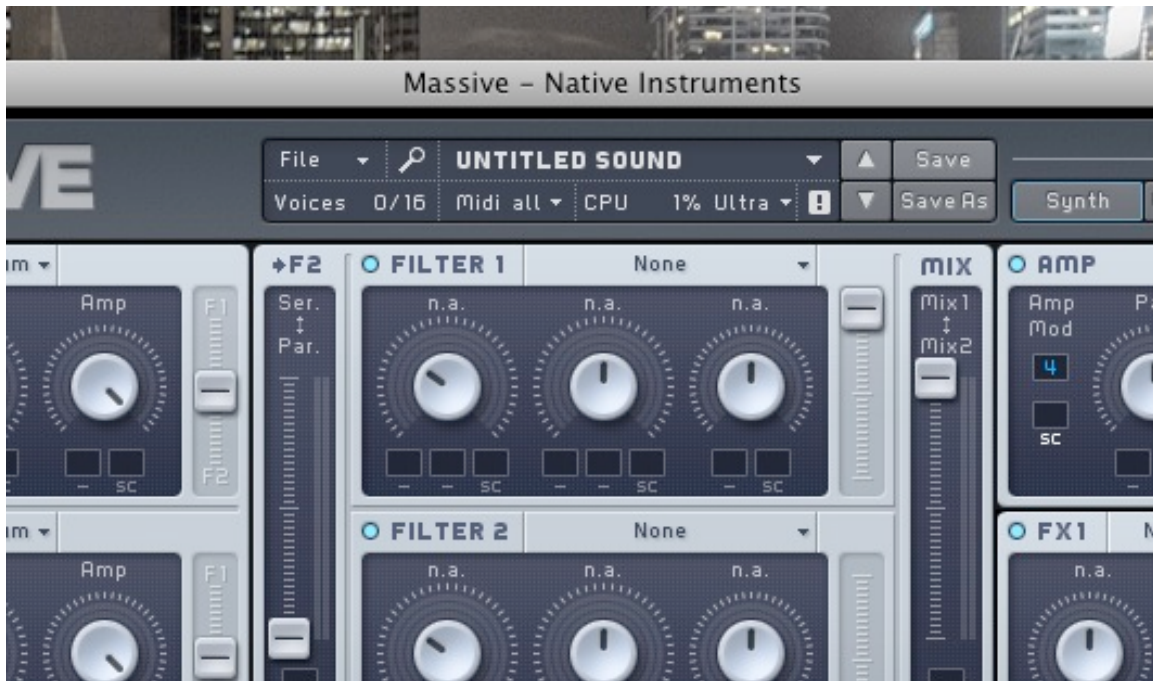 Massive – Native Instruments
VE
File UNTITLED SOUND Save
Voices 0/16 Midi all CPU 1% Ultra ! Save As Synth
→F2 FILTER 1 None MIX AMP
Amp F1 Ser. n.a. n.a. n.a. Mix1 Amp
↕ ↕ Mod
Par. Mix2
4
SC
F2
SC – – SC – – SC – SC –
FILTER 2 None FX1
Amp F1 n.a. n.a. n.a. n.a.